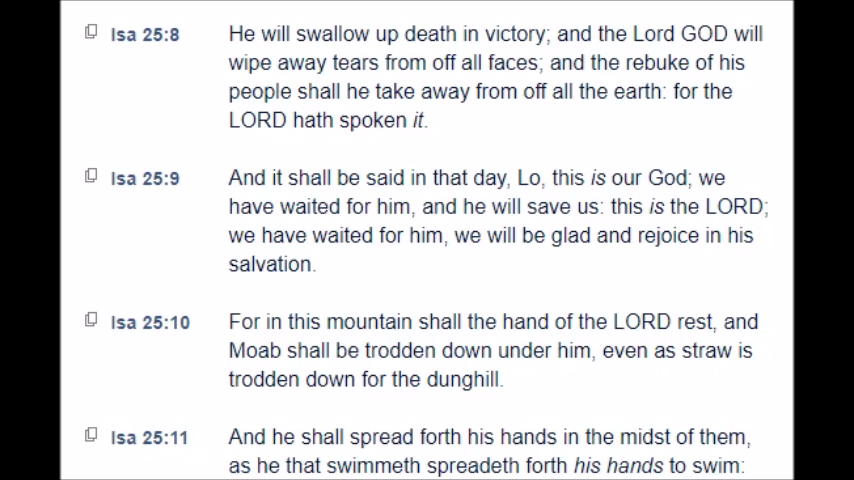 Isa 25:8 He will swallow up death in victory; and the Lord GOD will
wipe away tears from off all faces; and the rebuke of his
people shall he take away from off all the earth: for the
LORD hath spoken it.
Isa 25:9 And it shall be said in that day, Lo, this is our God; we
have waited for him, and he will save us: this is the LORD;
we have waited for him, we will be glad and rejoice in his
salvation.
Isa 25:10 For in this mountain shall the hand of the LORD rest, and
Moab shall be trodden down under him, even as straw is
trodden down for the dunghill.
Isa 25:11 And he shall spread forth his hands in the midst of them,
as he that swimmeth spreadeth forth his hands to swim: